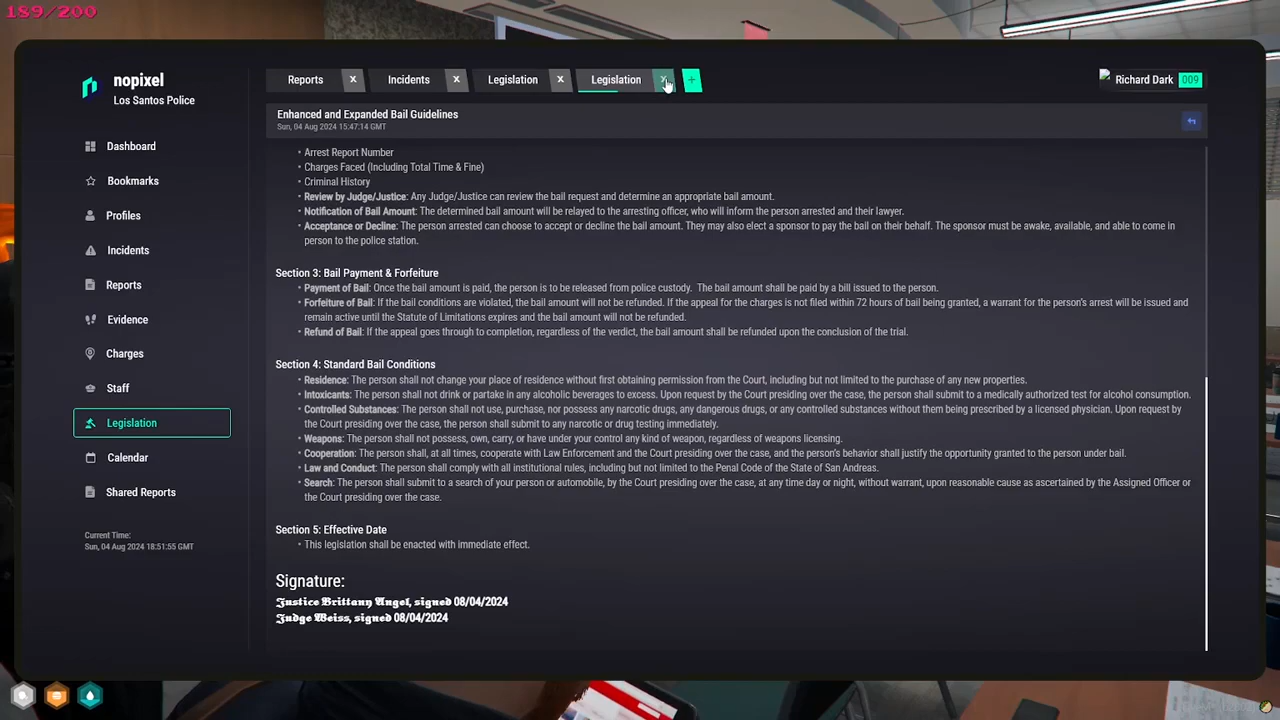 189/200
nopixel
Los Santos Police
Reports x Incidents x Legislation x Legislation x +
Richard Dark 009
Enhanced and Expanded Bail Guidelines
Sun, 04 Aug 2024 15:47:14 GMT
Dashboard
Bookmarks
Profiles
Incidents
Reports
Evidence
Charges
Staff
Legislation
Calendar
Shared Reports
Current Time:
Sun, 04 Aug 2024 18:51:55 GMT
• Arrest Report Number
• Charges Faced (Including Total Time & Fine)
• Criminal History
• Review by Judge/Justice: Any Judge/Justice can review the bail request and determine an appropriate bail amount.
• Notification of Bail Amount: The determined bail amount will be relayed to the arresting officer, who will inform the person arrested and their lawyer.
• Acceptance or Decline: The person arrested can choose to accept or decline the bail amount. They may also elect a sponsor to pay the bail on their behalf. The sponsor must be awake, available, and able to come in
person to the police station.
Section 3: Bail Payment & Forfeiture
• Payment of Bail: Once the bail amount is paid, the person is to be released from police custody. The bail amount shall be paid by a bill issued to the person.
• Forfeiture of Bail: If the bail conditions are violated, the bail amount will not be refunded. If the appeal for the charges is not filed within 72 hours of bail being granted, a warrant for the person's arrest will be issued and
remain active until the Statute of Limitations expires and the bail amount will not be refunded.
• Refund of Bail: If the appeal goes through to completion, regardless of the verdict, the bail amount shall be refunded upon the conclusion of the trial.
Section 4: Standard Bail Conditions
• Residence: The person shall not change your place of residence without first obtaining permission from the Court, including but not limited to the purchase of any new properties.
• Intoxicants: The person shall not drink or partake in any alcoholic beverages to excess. Upon request by the Court presiding over the case, the person shall submit to a medically authorized test for alcohol consumption.
• Controlled Substances: The person shall not use, purchase, nor possess any narcotic drugs, any dangerous drugs, or any controlled substances without them being prescribed by a licensed physician. Upon request by
the Court presiding over the case, the person shall submit to any narcotic or drug testing immediately.
• Weapons: The person shall not possess, own, carry, or have under your control any kind of weapon, regardless of weapons licensing.
• Cooperation: The person shall, at all times, cooperate with Law Enforcement and the Court presiding over the case, and the person's behavior shall justify the opportunity granted to the person under bail.
• Law and Conduct: The person shall comply with all institutional rules, including but not limited to the Penal Code of the State of San Andreas.
• Search: The person shall submit to a search of your person or automobile, by the Court presiding over the case, at any time day or night, without warrant, upon reasonable cause as ascertained by the Assigned Officer or
the Court presiding over the case.
Section 5: Effective Date
• This legislation shall be enacted with immediate effect.
Signature:
Justice Brittany Angel, signed 08/04/2024
Judge Weiss, signed 08/04/2024